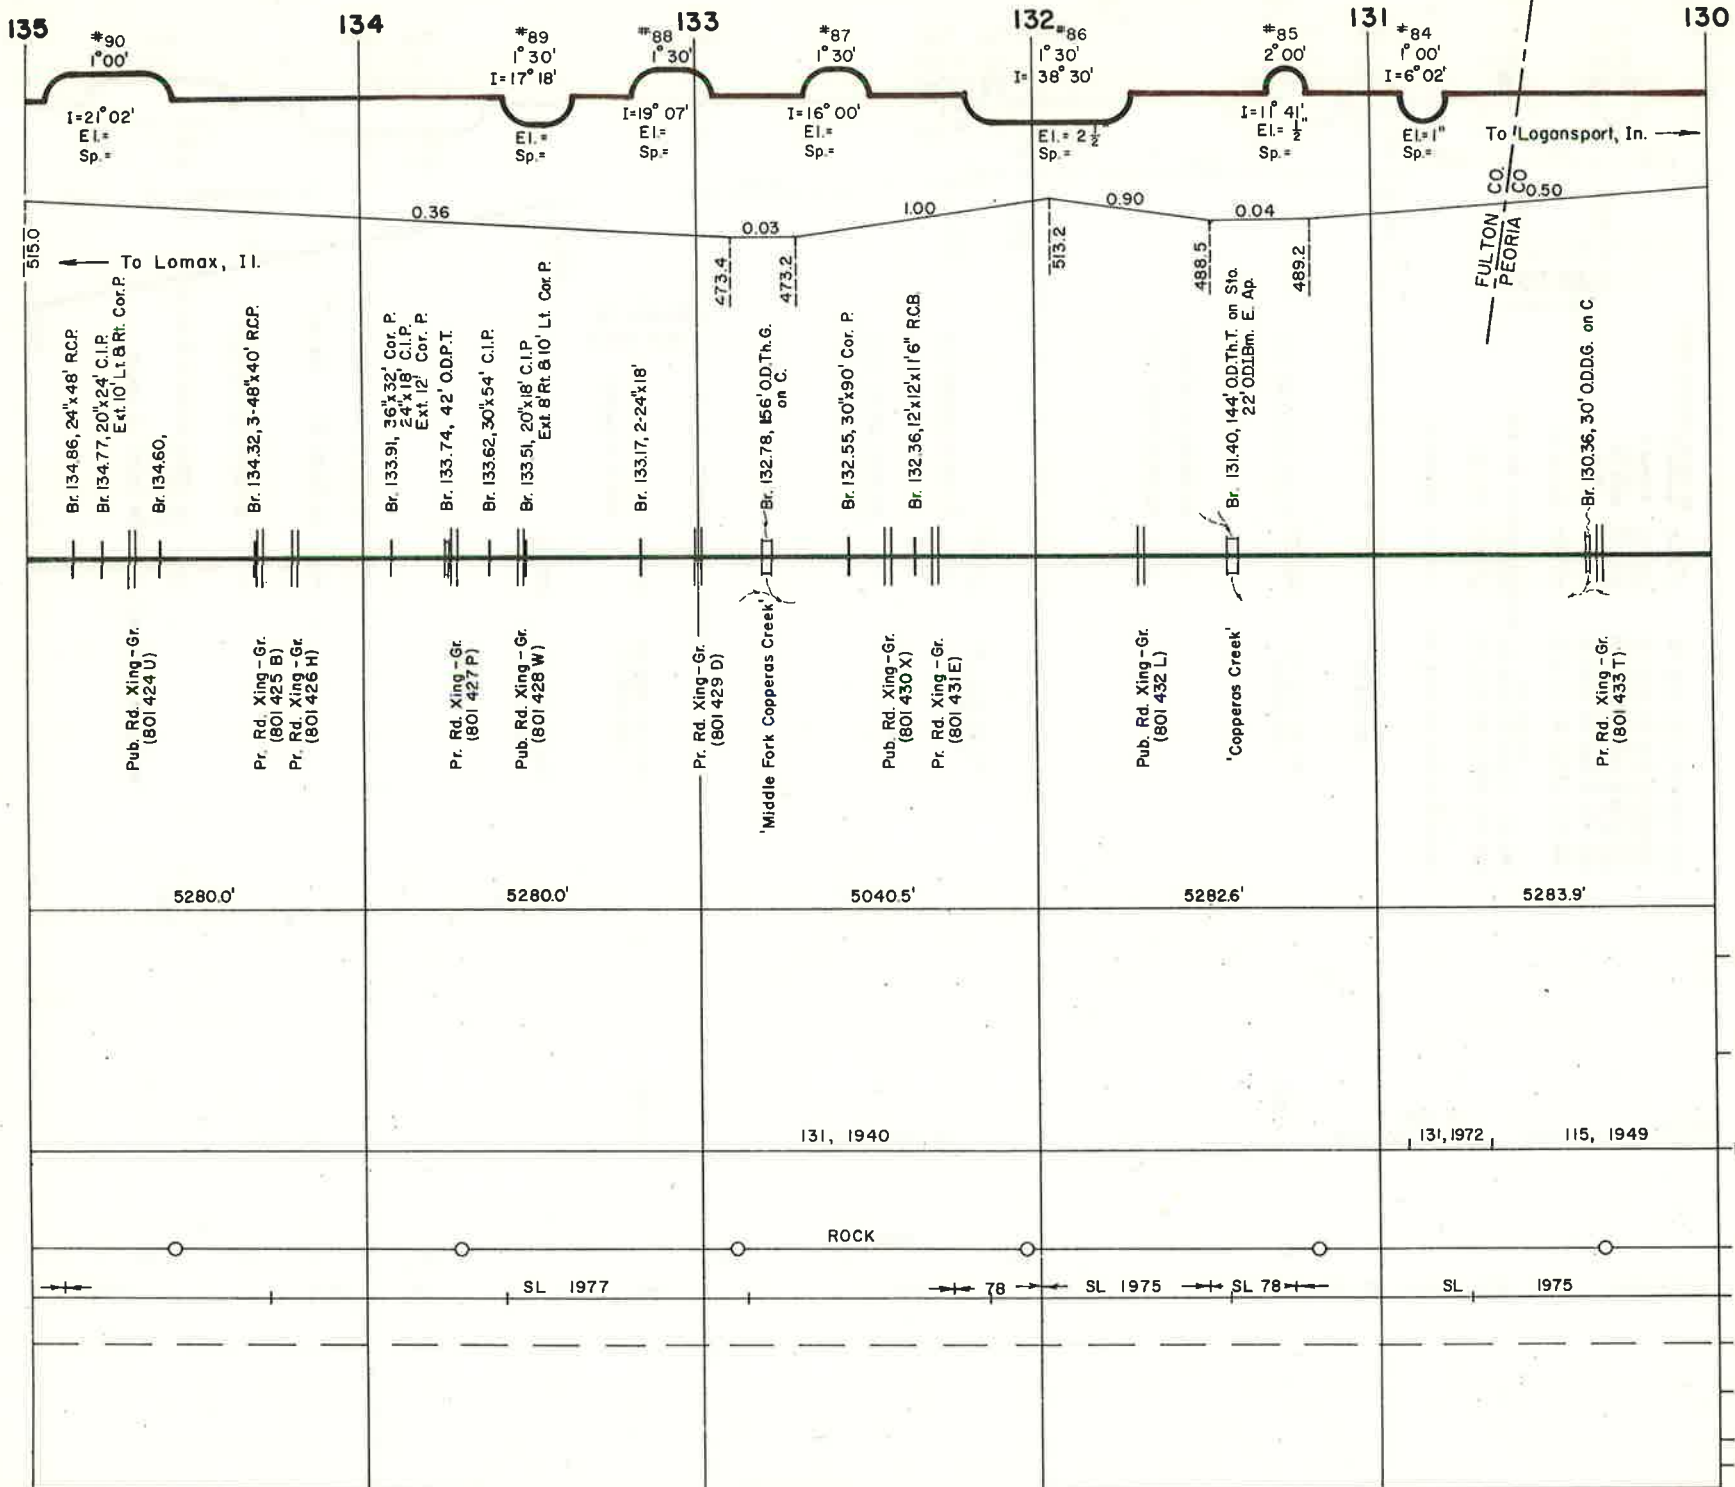 135
134
133
132
131
130
#90
1°00'
I=21°02'
El.=
Sp.=
#89
1°30'
I=17°18'
El.=
Sp.=
#88
1°30'
I=19°07'
El.=
Sp.=
#87
1°30'
I=16°00'
El.=
Sp.=
#86
1°30'
I= 38°30'
El.= 2 1/2"
Sp.=
#85
2°00'
I=11°41'
El.= 1/2"
Sp.=
#84
1°00'
I=6°02'
El.=1"
Sp.=
To Logansport, In.
FULTON CO.
PEORIA CO
0.36
0.03
1.00
0.90
0.04
0.50
515.0
473.4
473.2
513.2
488.5
489.2
To Lomax, Il.
Br. 134.86, 24"x48' R.C.P.
Br. 134.77, 20"x24' C.I.P.
Ext. 10' Lt. & Rt. Cor. P.
Br. 134.60,
Br. 134.32, 3-48"x40' R.C.P.
Br. 133.91, 36"x32' Cor. P.
24"x18' C.I.P.
Ext. 12' Cor. P.
Br. 133.74, 42' O.D.P.T.
Br. 133.62, 30"x54' C.I.P.
Br. 133.51, 20"x18' C.I.P.
Ext. 8' Rt. & 10' Lt. Cor. P.
Br. 133.17, 2-24"x18'
Br. 132.78, 156' O.D.Th.G.
on C.
Br. 132.55, 30"x90' Cor. P.
Br. 132.36, 12'x12'x11'6" R.C.B.
Br. 131.40, 144' O.D.Th.T. on Sto.
22' O.D.I.Bm. E. Ap.
Br. 130.36, 30' O.D.D.G. on C
Pub. Rd. Xing-Gr.
(801 424 U)
Pr. Rd. Xing-Gr.
(801 425 B)
Pr. Rd. Xing-Gr.
(801 426 H)
Pr. Rd. Xing-Gr.
(801 427 P)
Pub. Rd. Xing-Gr.
(801 428 W)
Pr. Rd. Xing-Gr.
(801 429 D)
'Middle Fork Copperas Creek'
Pub. Rd. Xing-Gr.
(801 430 X)
Pr. Rd. Xing-Gr.
(801 431 E)
Pub. Rd. Xing-Gr.
(801 432 L)
'Copperas Creek'
Pr. Rd. Xing-Gr.
(801 433 T)
5280.0'
5280.0'
5040.5'
5282.6'
5283.9'
131, 1940
131, 1972
115, 1949
ROCK
SL 1977
78
SL 1975
SL 78
SL 1975